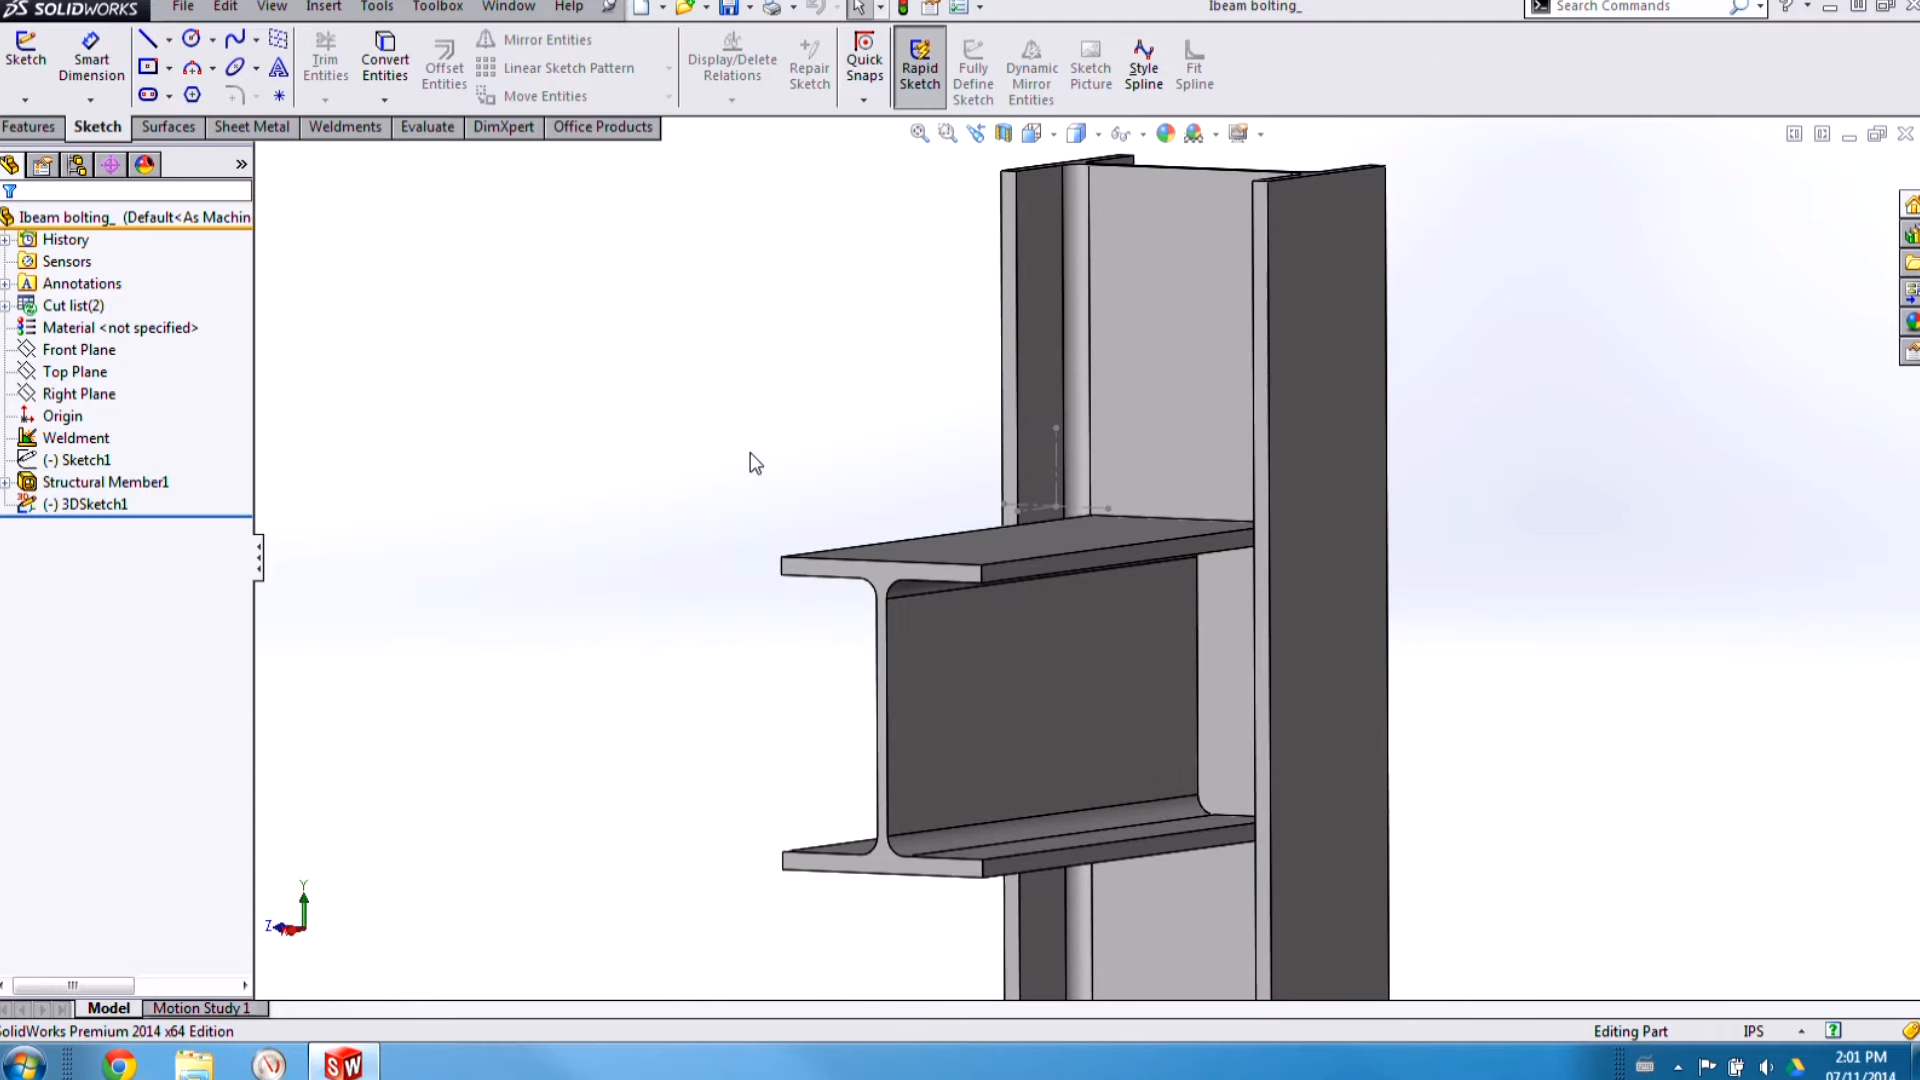 SOLIDWORKS
File Edit View Insert Tools Toolbox Window Help
Ibeam bolting_
Search Commands
Sketch
Smart Dimension
Trim Entities
Convert Entities
Offset Entities
Mirror Entities
Linear Sketch Pattern
Move Entities
Display/Delete Relations
Repair Sketch
Quick Snaps
Rapid Sketch
Fully Define Sketch
Dynamic Mirror Entities
Sketch Picture
Style Spline
Fit Spline
Features Sketch Surfaces Sheet Metal Weldments Evaluate DimXpert Office Products
Ibeam bolting_ (Default<As Machin
History
Sensors
Annotations
Cut list(2)
Material <not specified>
Front Plane
Top Plane
Right Plane
Origin
Weldment
(-) Sketch1
Structural Member1
(-) 3DSketch1
Y
Z
Model Motion Study 1
SolidWorks Premium 2014 x64 Edition
Editing Part
IPS
SW
2:01 PM
07/11/2014